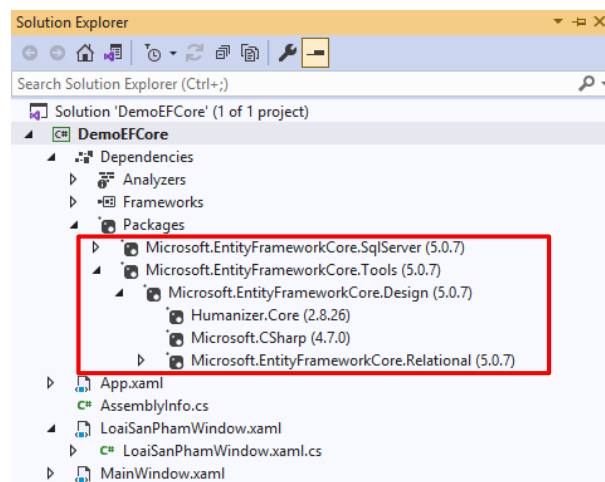 Solution Explorer
Search Solution Explorer (Ctrl+;)
Solution 'DemoEFCore' (1 of 1 project)
C# DemoEFCore
Dependencies
Analyzers
Frameworks
Packages
Microsoft.EntityFrameworkCore.SqlServer (5.0.7)
Microsoft.EntityFrameworkCore.Tools (5.0.7)
Microsoft.EntityFrameworkCore.Design (5.0.7)
Humanizer.Core (2.8.26)
Microsoft.CSharp (4.7.0)
Microsoft.EntityFrameworkCore.Relational (5.0.7)
App.xaml
C# AssemblyInfo.cs
LoaiSanPhamWindow.xaml
C# LoaiSanPhamWindow.xaml.cs
MainWindow.xaml